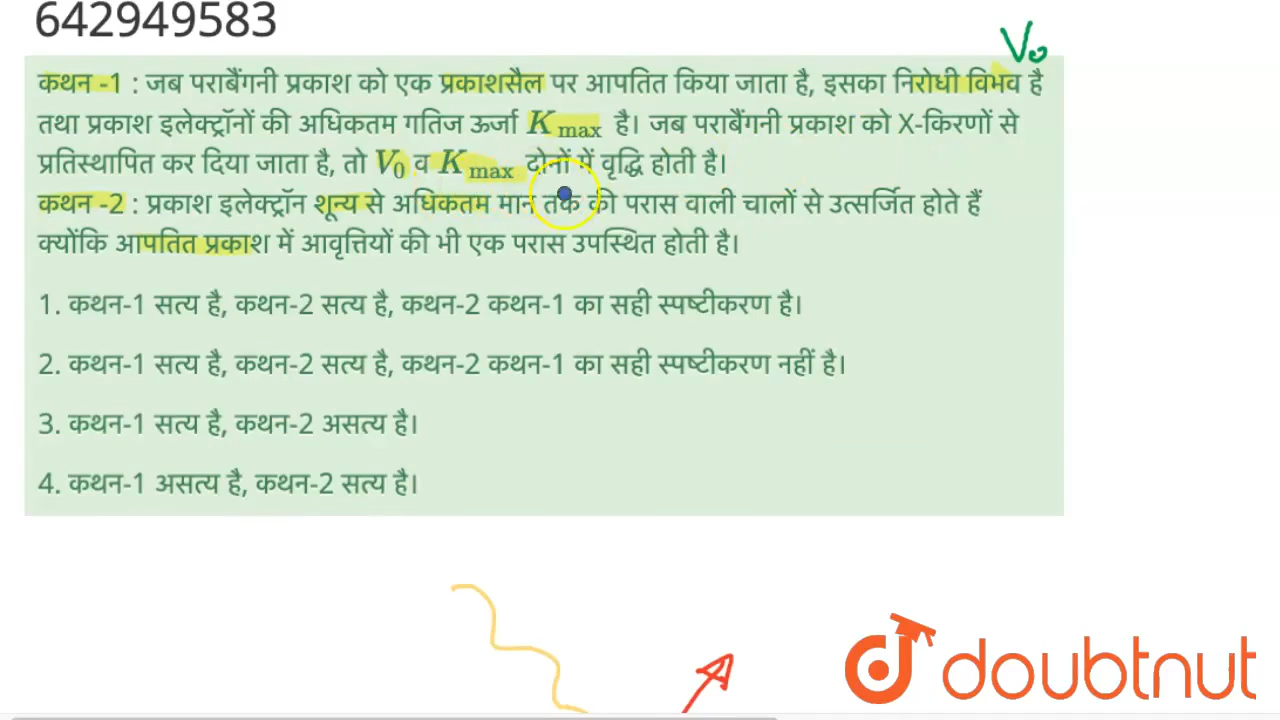 642949583
V₀
कथन -1 : जब पराबैंगनी प्रकाश को एक प्रकाशसैल पर आपतित किया जाता है, इसका निरोधी विभव है
तथा प्रकाश इलेक्ट्रॉनों की अधिकतम गतिज ऊर्जा K max है। जब पराबैंगनी प्रकाश को X-किरणों से
प्रतिस्थापित कर दिया जाता है, तो V₀ व K max दोनों में वृद्धि होती है।
कथन -2 : प्रकाश इलेक्ट्रॉन शून्य से अधिकतम मान तक की परास वाली चालों से उत्सर्जित होते हैं
क्योंकि आपतित प्रकाश में आवृत्तियों की भी एक परास उपस्थित होती है।
1. कथन-1 सत्य है, कथन-2 सत्य है, कथन-2 कथन-1 का सही स्पष्टीकरण है।
2. कथन-1 सत्य है, कथन-2 सत्य है, कथन-2 कथन-1 का सही स्पष्टीकरण नहीं है।
3. कथन-1 सत्य है, कथन-2 असत्य है।
4. कथन-1 असत्य है, कथन-2 सत्य है।
doubtnut